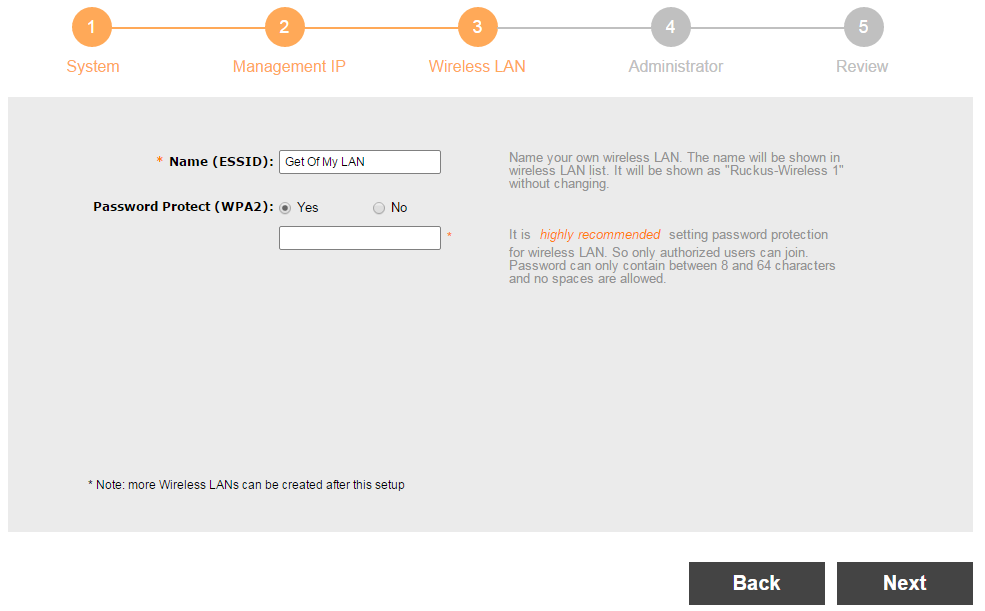 1 2 3 4 5
System Management IP Wireless LAN Administrator Review
* Name (ESSID): Get Of My LAN
Name your own wireless LAN. The name will be shown in
wireless LAN list. It will be shown as "Ruckus-Wireless 1"
without changing.
Password Protect (WPA2): Yes No
*
It is highly recommended setting password protection
for wireless LAN. So only authorized users can join.
Password can only contain between 8 and 64 characters
and no spaces are allowed.
* Note: more Wireless LANs can be created after this setup
Back Next